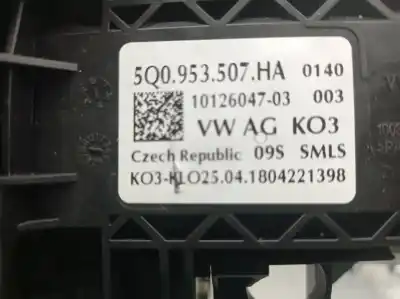 5Q0.953.507.HA 0140
10126047-03 003
VW AG KO3
Czech Republic 09S SMLS
KO3-KLO25.04.1804221398